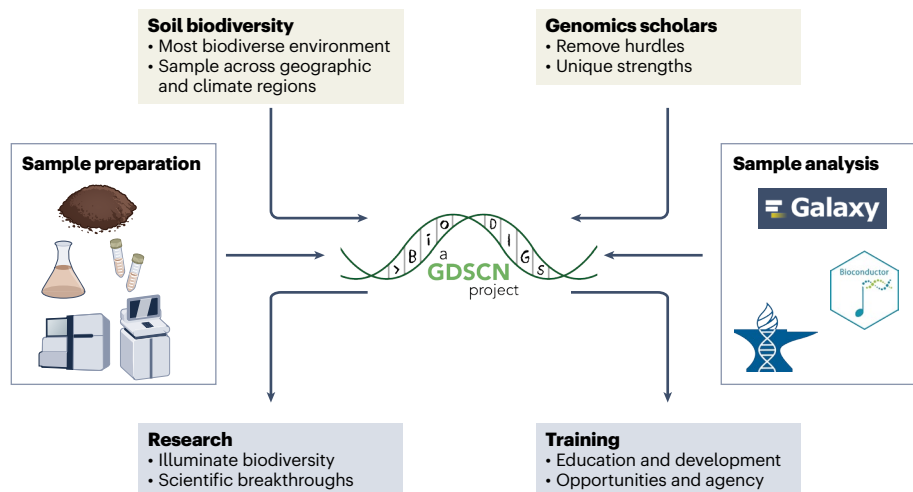 Soil biodiversity
• Most biodiverse environment
• Sample across geographic
and climate regions
Genomics scholars
• Remove hurdles
• Unique strengths
Sample preparation
Sample analysis
Galaxy
Bioconductor
>BioDIGS
a
GDSCN
project
Research
• Illuminate biodiversity
• Scientific breakthroughs
Training
• Education and development
• Opportunities and agency